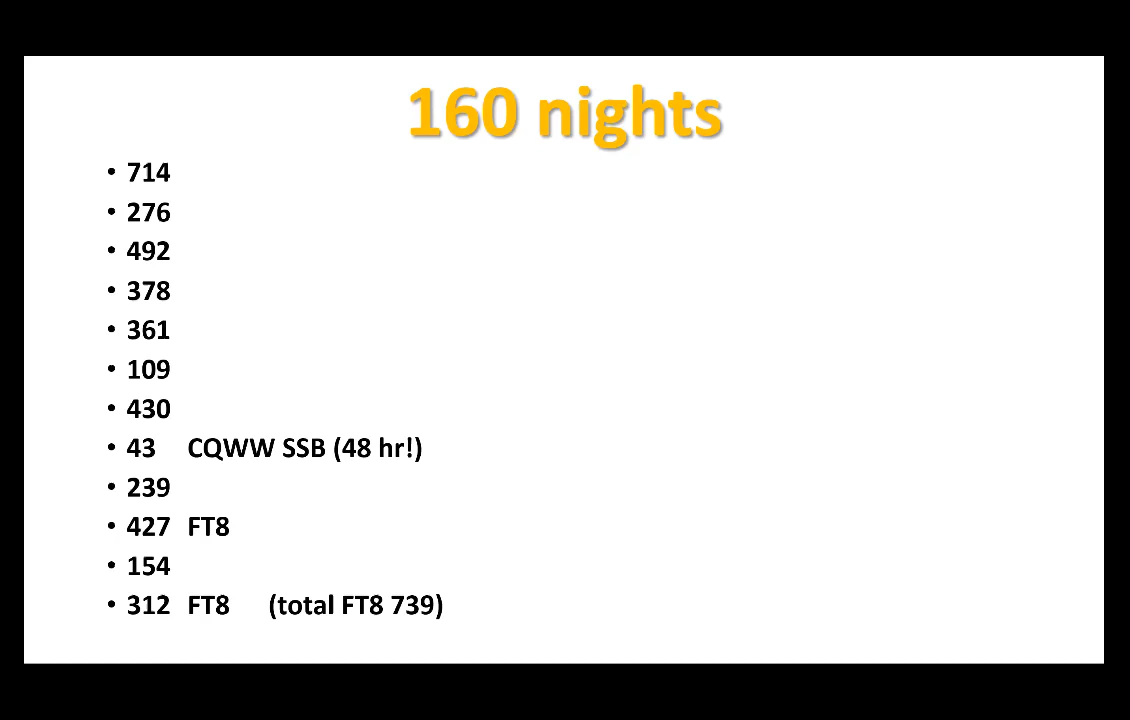 160 nights
• 714
• 276
• 492
• 378
• 361
• 109
• 430
• 43 CQWW SSB (48 hr!)
• 239
• 427 FT8
• 154
• 312 FT8 (total FT8 739)